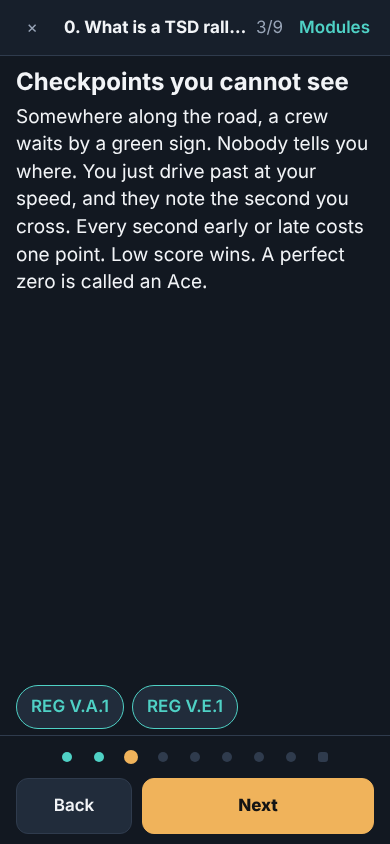 × 0. What is a TSD rall... 3/9 Modules
Checkpoints you cannot see
Somewhere along the road, a crew
waits by a green sign. Nobody tells you
where. You just drive past at your
speed, and they note the second you
cross. Every second early or late costs
one point. Low score wins. A perfect
zero is called an Ace.
REG V.A.1 REG V.E.1
Back Next